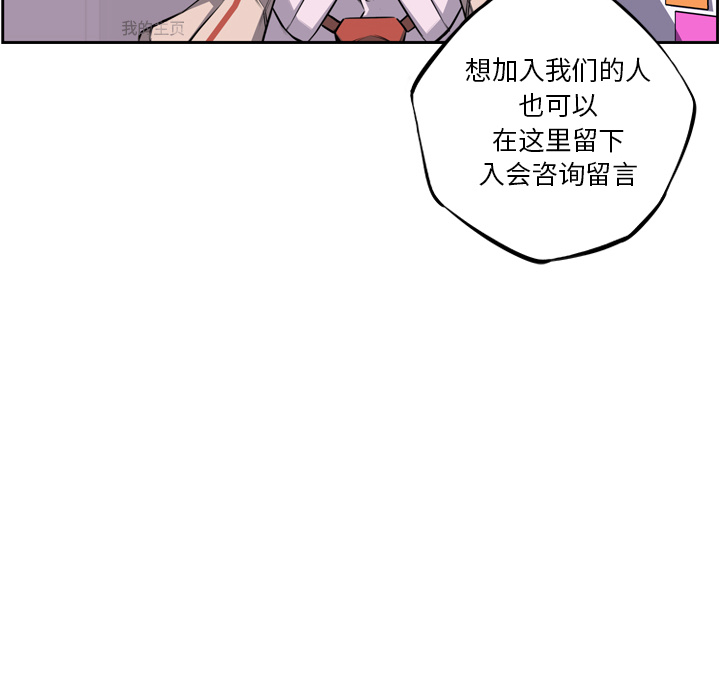 我的主页
想加入我们的人
也可以
在这里留下
入会咨询留言